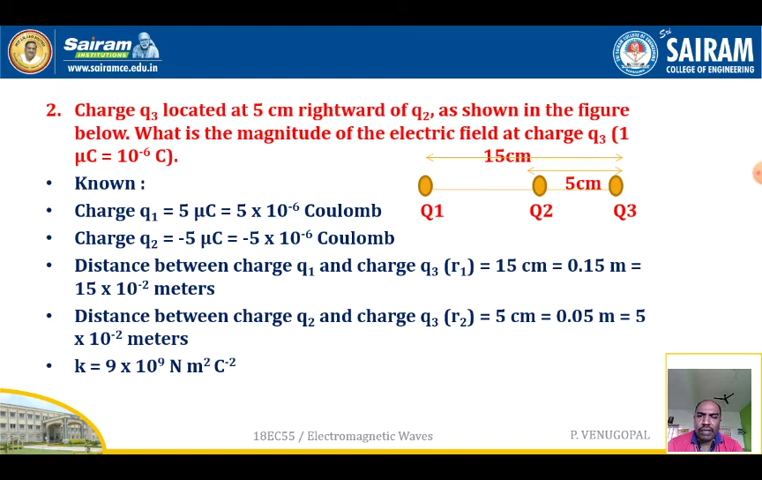 Sairam
INSTITUTIONS
www.sairamce.edu.in
Sri
SAIRAM
COLLEGE OF ENGINEERING
2. Charge q₃ located at 5 cm rightward of q₂, as shown in the figure
below. What is the magnitude of the electric field at charge q₃ (1
μC = 10⁻⁶ C).
15cm
• Known :
5cm
• Charge q₁ = 5 μC = 5 x 10⁻⁶ Coulomb
Q1 Q2 Q3
• Charge q₂ = -5 μC = -5 x 10⁻⁶ Coulomb
• Distance between charge q₁ and charge q₃ (r₁) = 15 cm = 0.15 m =
15 x 10⁻² meters
• Distance between charge q₂ and charge q₃ (r₂) = 5 cm = 0.05 m = 5
x 10⁻² meters
• k = 9 x 10⁹ N m² C⁻²
18EC55 / Electromagnetic Waves
P. VENUGOPAL